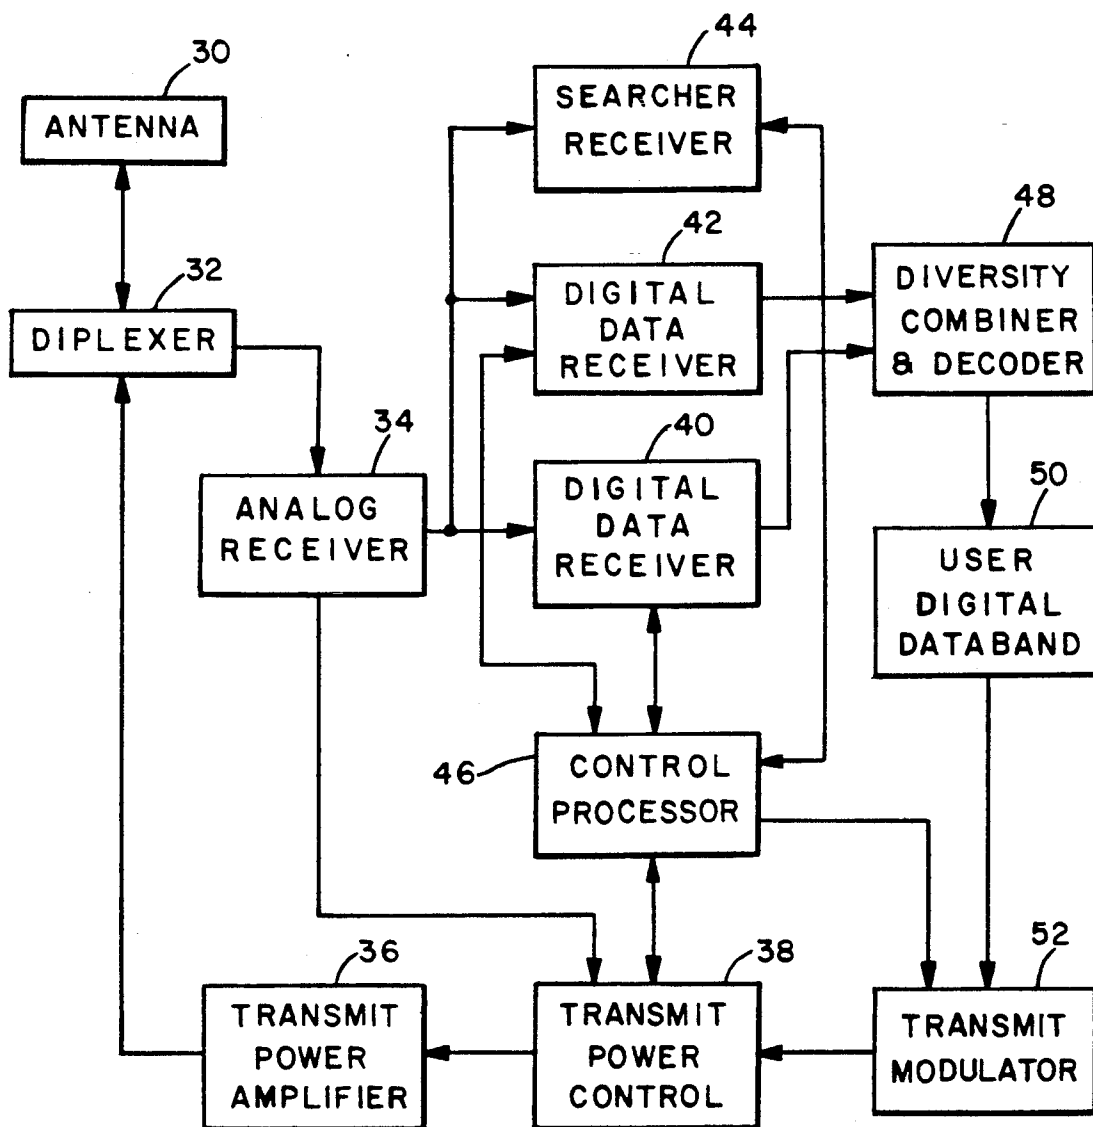 30
ANTENNA
32
DIPLEXER
34
ANALOG
RECEIVER
44
SEARCHER
RECEIVER
42
DIGITAL
DATA
RECEIVER
40
DIGITAL
DATA
RECEIVER
48
DIVERSITY
COMBINER
& DECODER
50
USER
DIGITAL
DATABAND
46
CONTROL
PROCESSOR
36
TRANSMIT
POWER
AMPLIFIER
38
TRANSMIT
POWER
CONTROL
52
TRANSMIT
MODULATOR